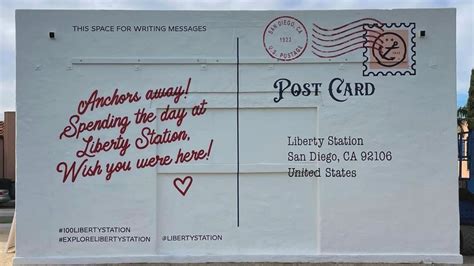 THIS SPACE FOR WRITING MESSAGES
SAN DIEGO, CA
1923
U.S. POSTAGE
POST CARD
Anchors away!
Spending the day at
Liberty Station,
Wish you were here!
Liberty Station
San Diego, CA 92106
United States
#100LIBERTYSTATION
#EXPLORELIBERTYSTATION
@LIBERTYSTATION